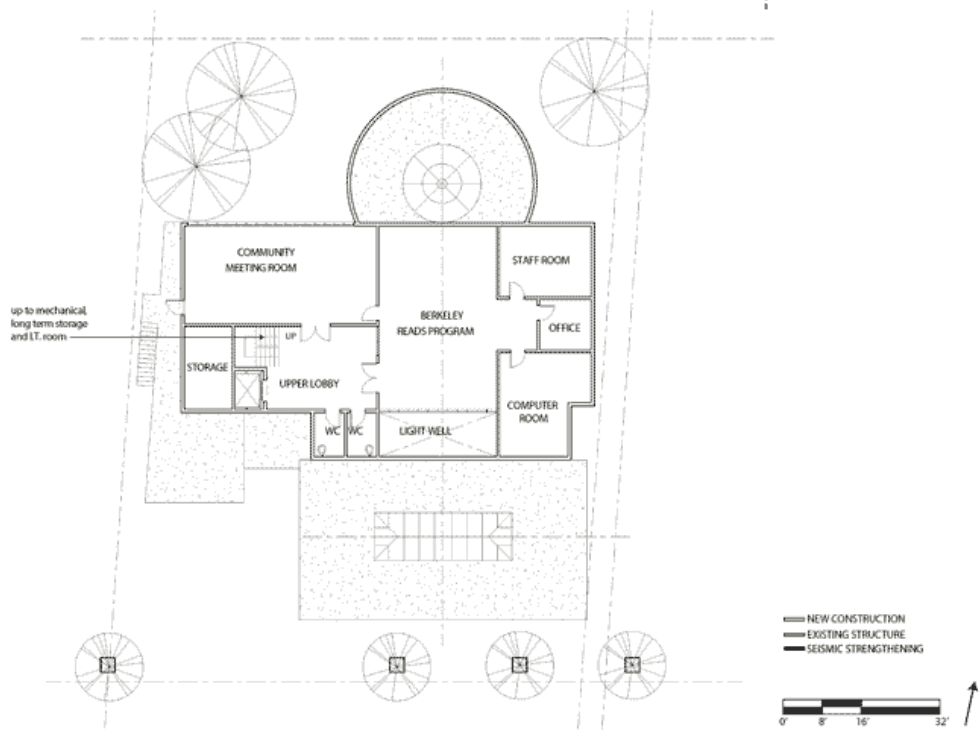 COMMUNITY
MEETING ROOM
STAFF ROOM
up to mechanical,
long term storage
and I.T. room
UP
BERKELEY
READS PROGRAM
OFFICE
STORAGE
UPPER LOBBY
COMPUTER
ROOM
WC WC
LIGHT WELL
NEW CONSTRUCTION
EXISTING STRUCTURE
SEISMIC STRENGTHENING
0' 8' 16' 32'